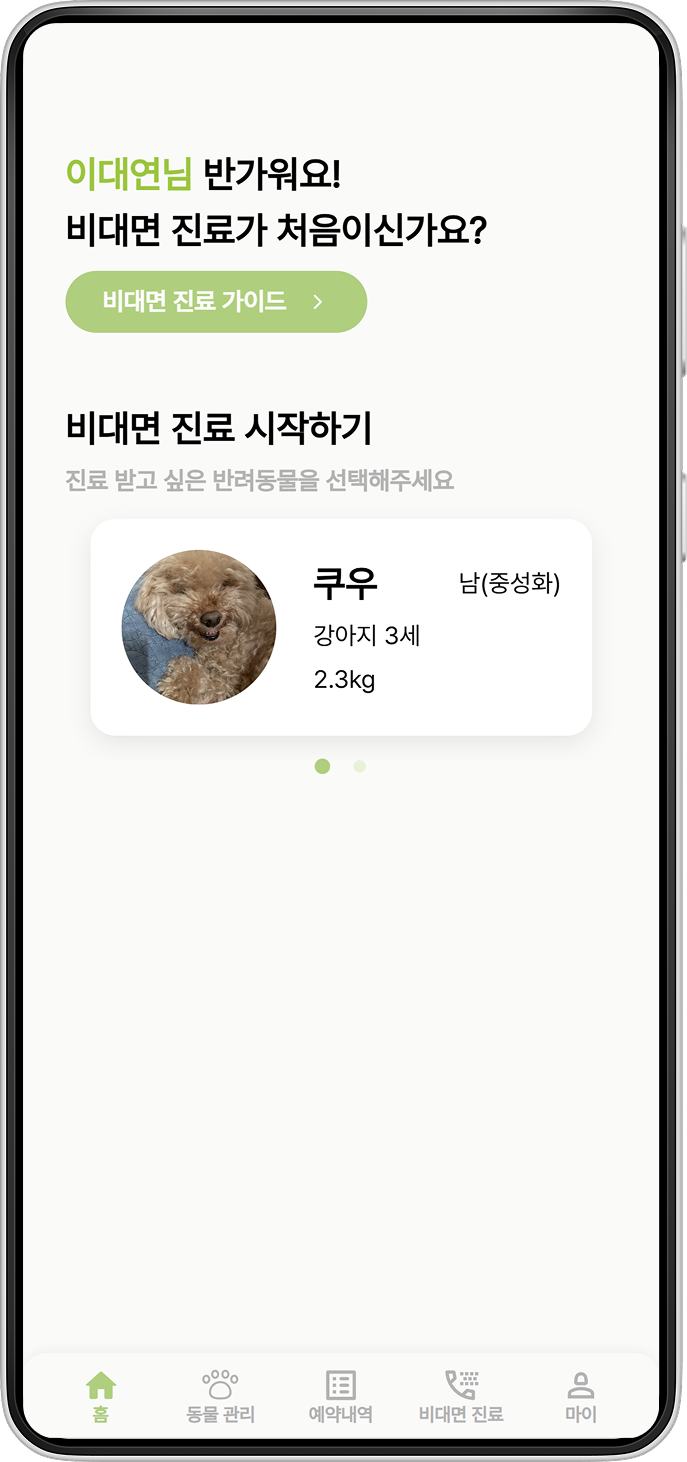 이대연님 반가워요!
비대면 진료가 처음이신가요?
비대면 진료 가이드
비대면 진료 시작하기
진료 받고 싶은 반려동물을 선택해주세요
쿠우 남(중성화)
강아지 3세
2.3kg
홈 동물 관리 예약내역 비대면 진료 마이